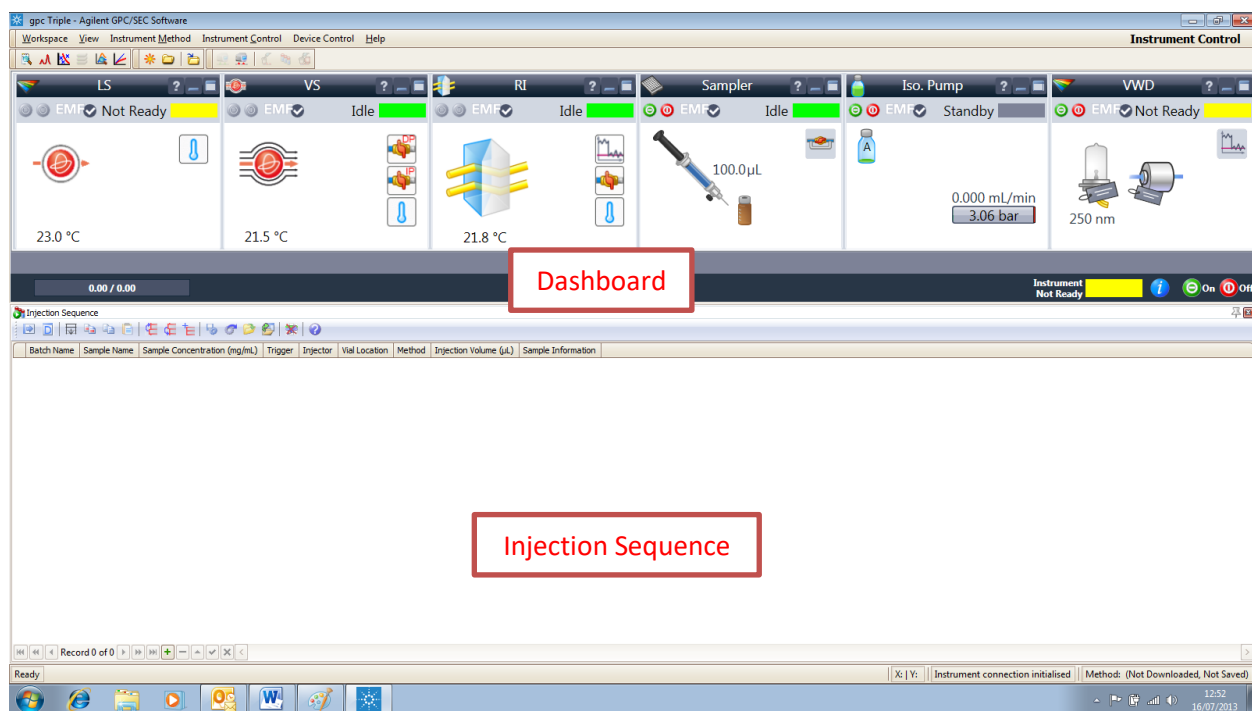 gpc Triple - Agilent GPC/SEC Software
Workspace View Instrument Method Instrument Control Device Control Help Instrument Control
LS ? VS ? RI ? Sampler ? Iso. Pump ? VWD ?
EMF Not Ready EMF Idle EMF Idle EMF Idle EMF Standby EMF Not Ready
DP
A
IP
100.0 µL
0.000 mL/min
3.06 bar
250 nm
23.0 °C 21.5 °C 21.8 °C
Dashboard
0.00 / 0.00
Instrument
Not Ready
i On Off
Injection Sequence
Batch Name Sample Name Sample Concentration (mg/mL) Trigger Injector Vial Location Method Injection Volume (µL) Sample Information
Injection Sequence
Record 0 of 0
Ready X: | Y: Instrument connection initialised Method: (Not Downloaded, Not Saved)
12:52
16/07/2013